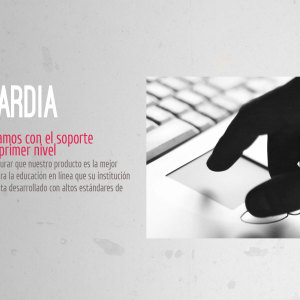 ARDIA
amos con el soporte
primer nivel
urar que nuestro producto es la mejor
ra la educación en línea que su institución
ta desarrollado con altos estándares de